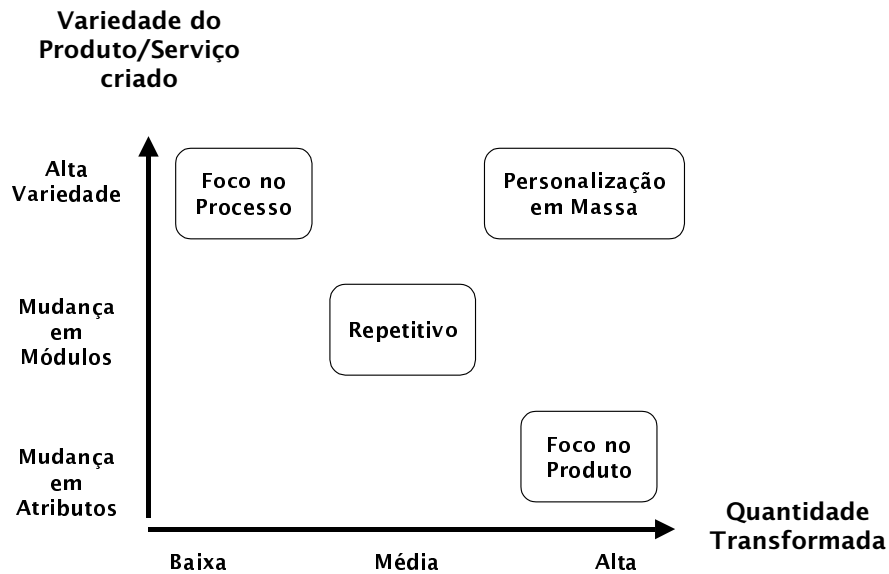 Variedade do
Produto/Serviço
criado
Alta
Variedade
Foco no
Processo
Personalização
em Massa
Mudança
em
Módulos
Repetitivo
Foco no
Produto
Mudança
em
Atributos
Quantidade
Transformada
Baixa
Média
Alta